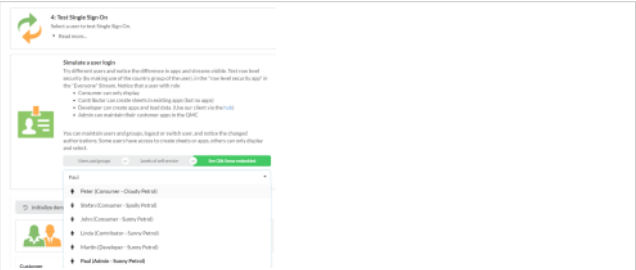 4: Test Single Sign On
Select a user to test Single Sign On
Read more...
Simulate a user login
Try different users and notice the difference in apps and streams visible. Test row level
security (by making use of the country group of the user), in the "row-level security app" in
the "Everyone" Stream. Notice that a user with role
Consumer can only display
Contributor can create sheets in existing apps (but no apps)
Developer can create apps and load data. (Use our client via the hub)
Admin can maintain their customer apps in the QMC
You can maintain users and groups, logout or switch user, and notice the changed
authorizations. Some users have access to create sheets or apps, others can only display
and select.
Users and groups
Levels of self service
See Qlik Sense embedded
Paul
Peter (Consumer - Cloudy Petrol)
Stefan (Consumer - Spolly Petrol)
John (Consumer - Sunny Petrol)
Linda (Contributor - Sunny Petrol)
Martin (Developer - Sunny Petrol)
Paul (Admin - Sunny Petrol)
Initialize
Customer